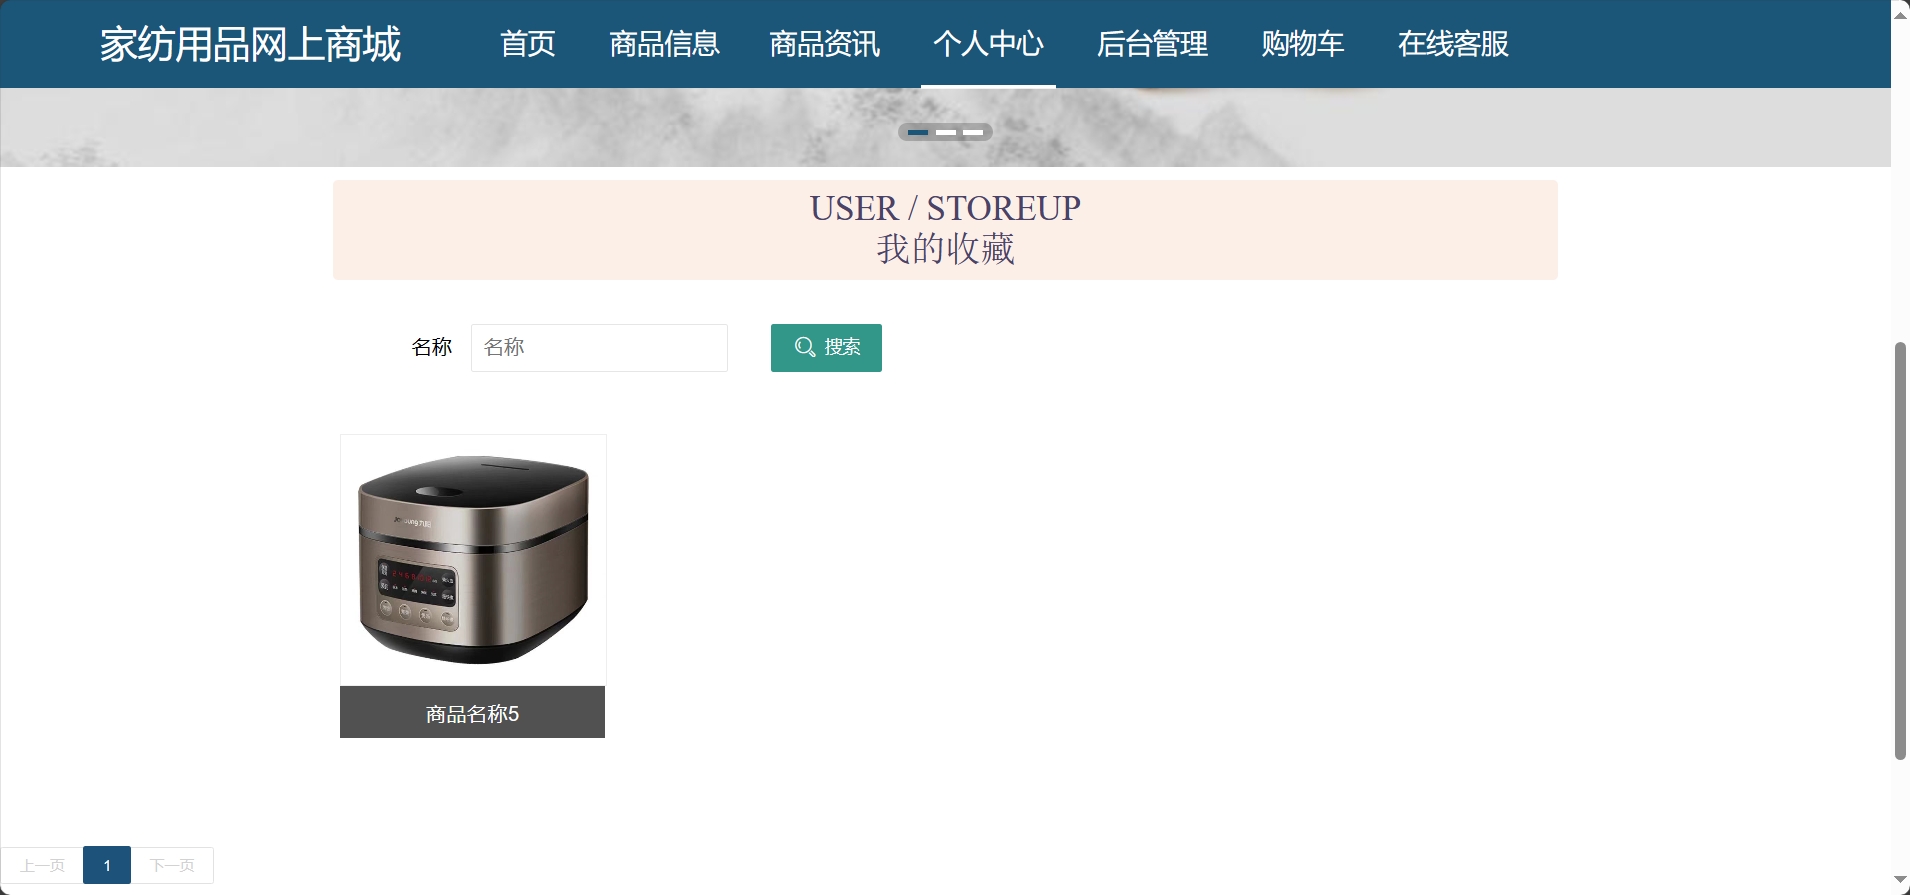 家纺用品网上商城 首页 商品信息 商品资讯 个人中心 后台管理 购物车 在线客服
USER / STOREUP
我的收藏
名称 名称 搜索
商品名称5
上一页 1 下一页